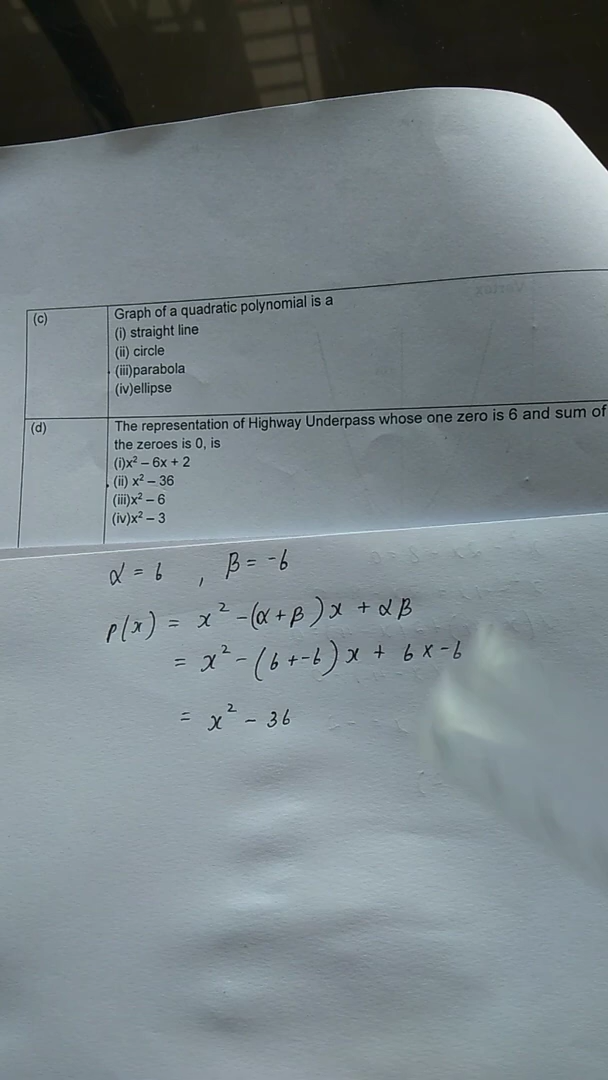 (c)
Graph of a quadratic polynomial is a
(i) straight line
(ii) circle
(iii)parabola
(iv)ellipse
(d)
The representation of Highway Underpass whose one zero is 6 and sum of
the zeroes is 0, is
(i)x² – 6x + 2
(ii) x² – 36
(iii)x² – 6
(iv)x² – 3
α = 6 , β = -6
p(x) = x² -(α+β)x + αβ
= x² - (6 + -6) x + 6 x -6
= x² - 36